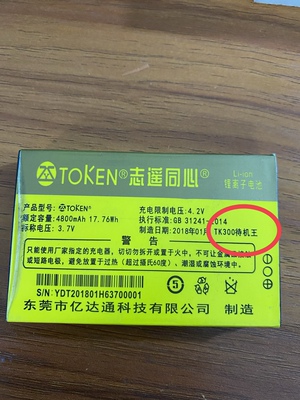 TOKEN®志遥同心®
Li-ion
锂离子电池
产品型号: TOKEN®
充电限制电压: 4.2V
额定容量: 4800mAh 17.76Wh
执行标准: GB 31241-2014
标称电压: 3.7V
制造日期: 2018年01月 TK300待机王
警 告
只能使用厂家指定的充电器,切切勿拆或置于火中,不可让金属
或短路电极,避免放置于过热(超过摄氏60度)、潮湿或腐蚀环境中.
5
S/N: YDT201801H63700001
东莞市亿达通科技有限公司 制造